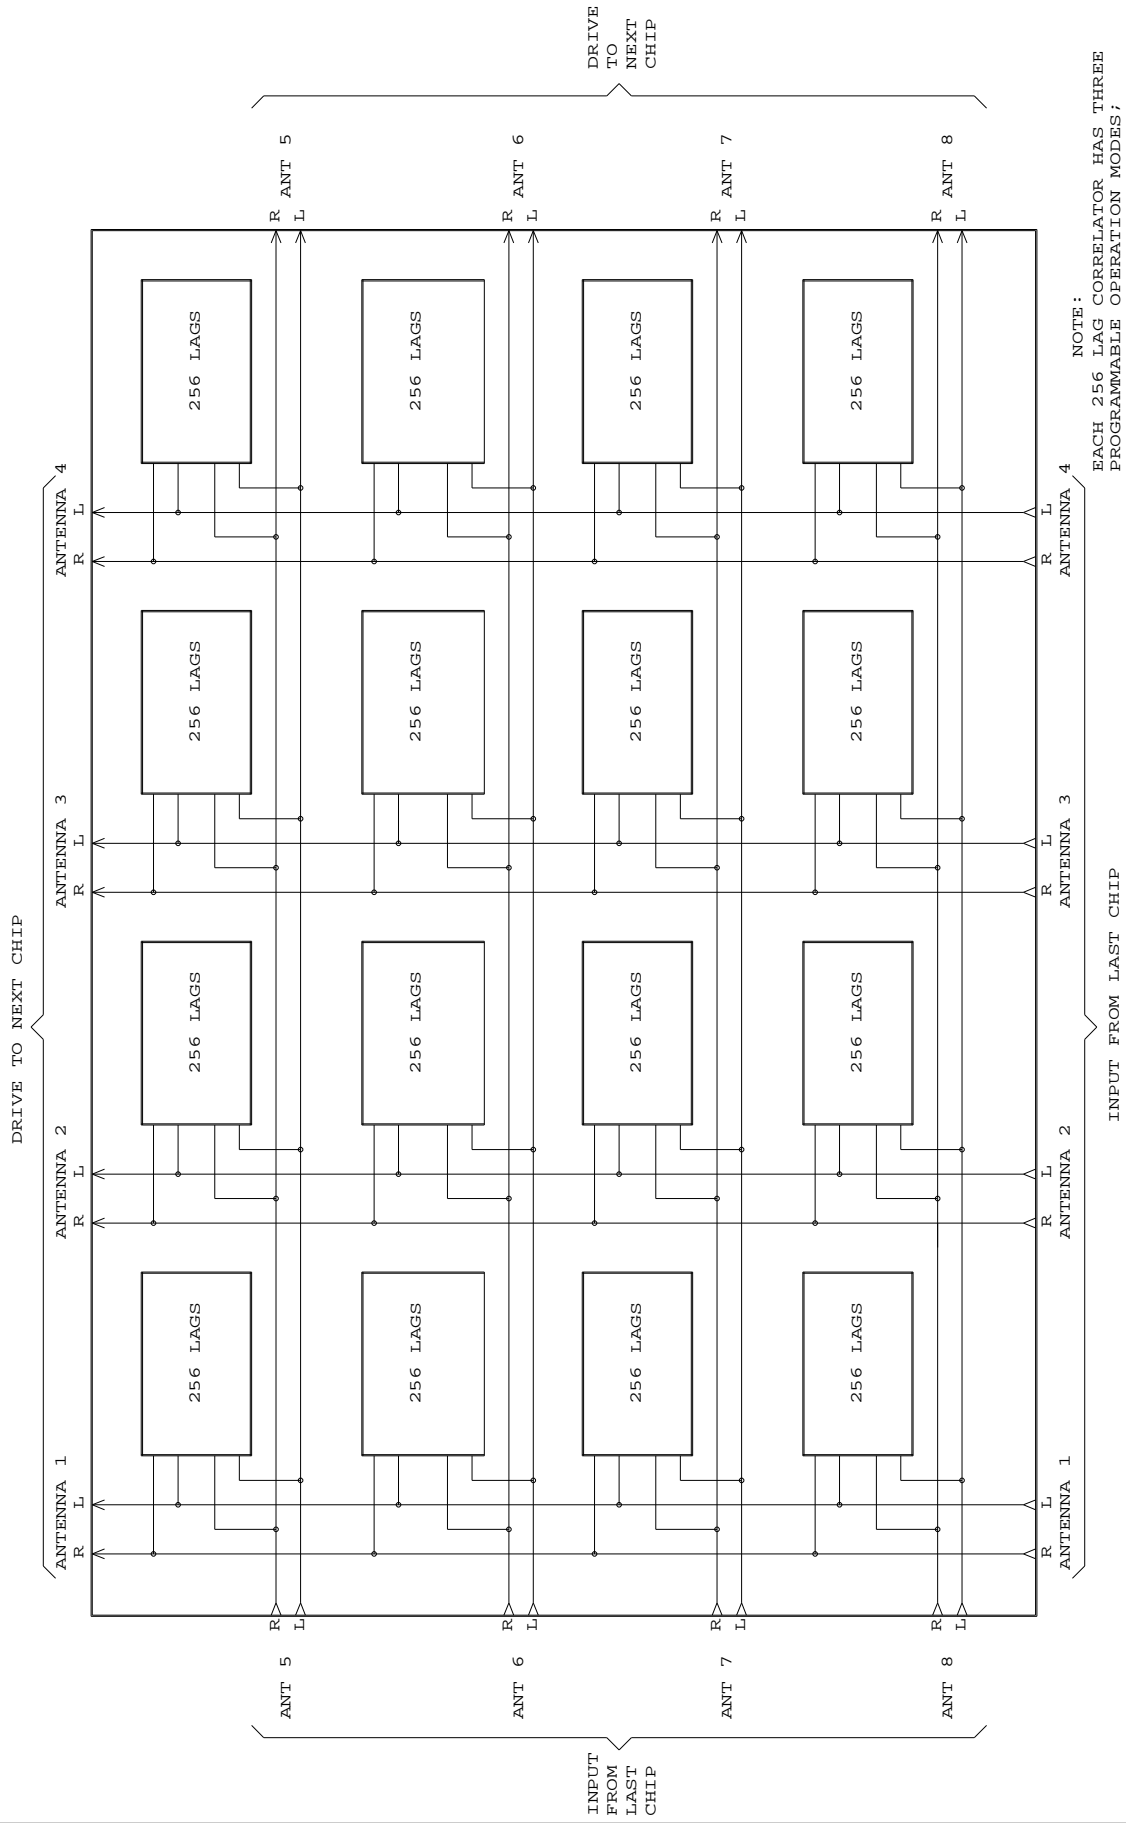 DRIVE TO NEXT CHIP
ANTENNA 1 ANTENNA 2 ANTENNA 3 ANTENNA 4
R L R L R L R L
256 LAGS 256 LAGS 256 LAGS 256 LAGS
R R
ANT 5 ANT 5
L L
256 LAGS 256 LAGS 256 LAGS 256 LAGS
R R
ANT 6 ANT 6
L L
INPUT
FROM
LAST
CHIP
DRIVE
TO
NEXT
CHIP
256 LAGS 256 LAGS 256 LAGS 256 LAGS
R R
ANT 7 ANT 7
L L
256 LAGS 256 LAGS 256 LAGS 256 LAGS
R R
ANT 8 ANT 8
L L
R L R L R L R L
ANTENNA 1 ANTENNA 2 ANTENNA 3 ANTENNA 4
INPUT FROM LAST CHIP
NOTE:
EACH 256 LAG CORRELATOR HAS THREE
PROGRAMMABLE OPERATION MODES;